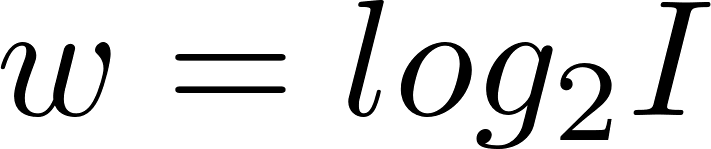 w = log₂I